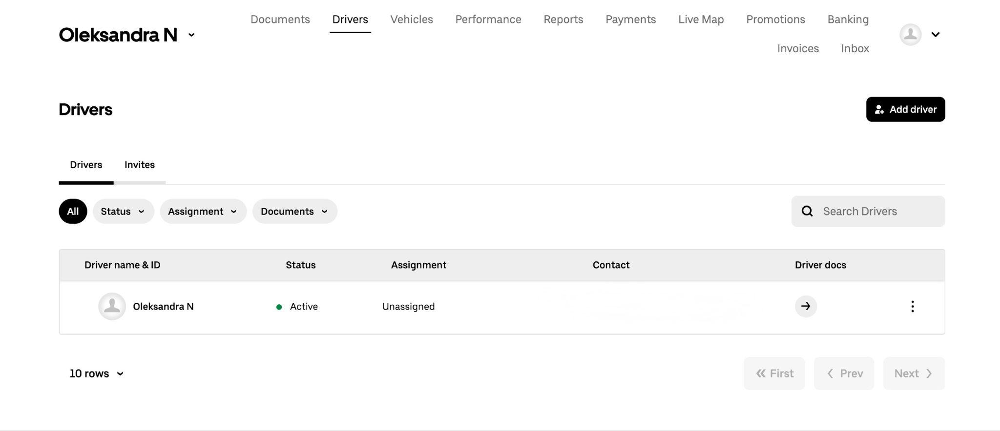 Oleksandra N
Documents Drivers Vehicles Performance Reports Payments Live Map Promotions Banking
Invoices Inbox
Drivers
Add driver
Drivers Invites
All Status Assignment Documents
Search Drivers
Driver name & ID Status Assignment Contact Driver docs
Oleksandra N Active Unassigned
10 rows
First Prev Next